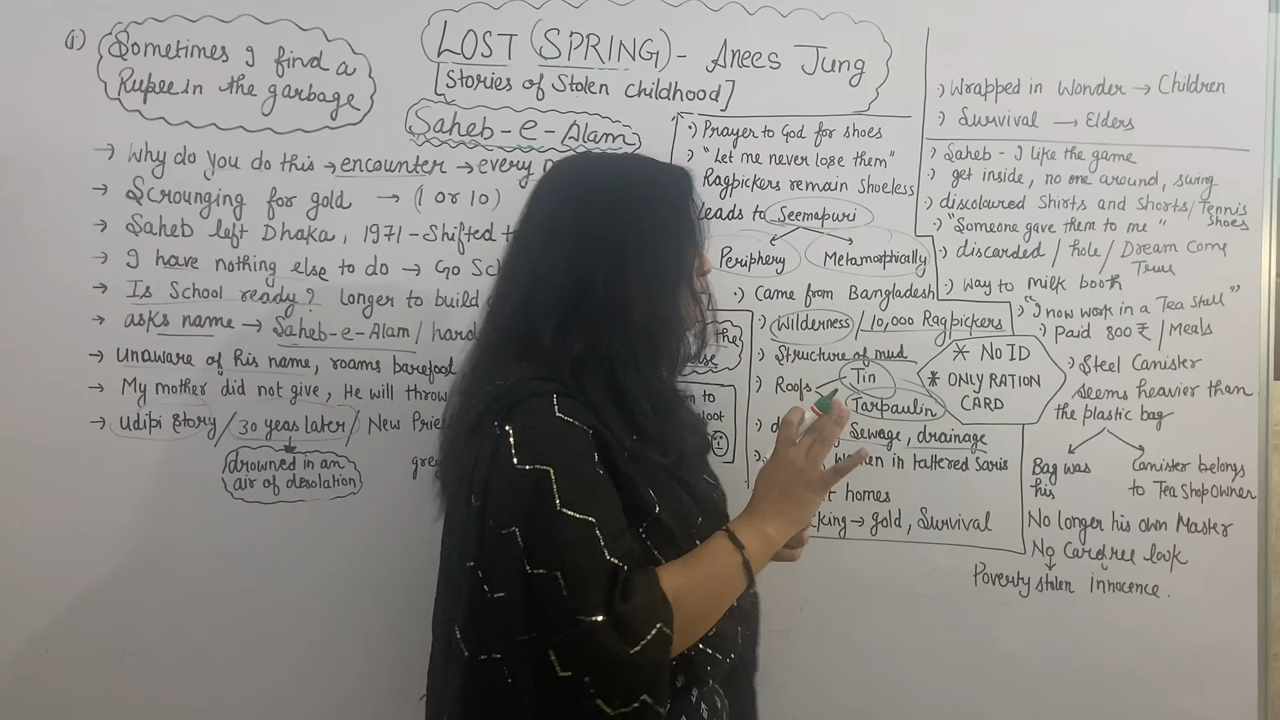 (i) Sometimes I find a
Rupee in the garbage
LOST (SPRING) - Anees Jung
[Stories of Stolen Childhood]
Saheb-e-Alam
→ Why do you do this → encounter → every
→ Scrounging for gold → (1 or 10)
→ Saheb left Dhaka, 1971 - Shifted
→ I have nothing else to do → Go
→ Is School ready? longer to build
→ asks name → Saheb-e-Alam /
→ Unaware of his name, roams barefoot
→ My mother did not give, He will throw
→ Udipi Story / 30 years later / New
drowned in an
air of desolation
Prayer to God for shoes
"Let me never lose them"
Ragpickers remain shoeless
leads to Seemapuri
Periphery Metamorphically
Came from Bangladesh
Wilderness / 10,000 Ragpickers
Structure of mud
Roofs Tin
Tarpaulin
Sewage, drainage
in tattered Saris
homes
→ gold, Survival
the
to
* NO ID
* ONLY RATION
CARD
Wrapped in Wonder → Children
Survival → Elders
Saheb - I like the game
get inside, no one around, swing
discoloured Shirts and Shorts / Tennis
Shoes
"Someone gave them to me"
discarded / hole / Dream Come
True
way to milk booth
"I now work in a Tea Stall"
Paid 800 ₹ / Meals
Steel Canister
seems heavier than
the plastic bag
Bag was
his
Canister belongs
to Tea Shop Owner
No longer his own Master
No Carefree look
Poverty stolen innocence.